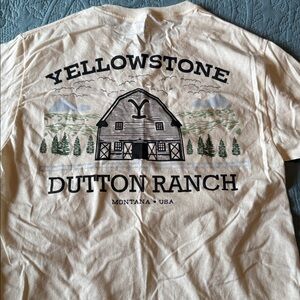 YELLOWSTONE
Y
DUTTON RANCH
MONTANA • USA